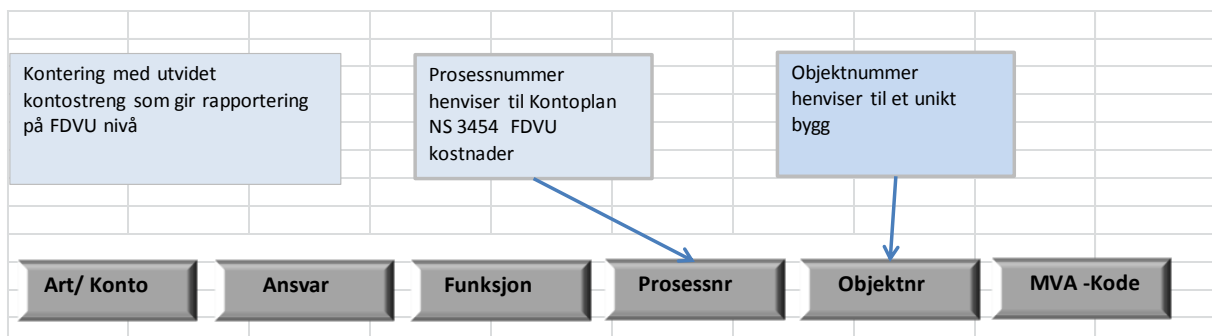 Kontering med utvidet
kontostreng som gir rapportering
på FDVU nivå
Prosessnummer
henviser til Kontoplan
NS 3454 FDVU
kostnader
Objektnummer
henviser til et unikt
bygg
Art/ Konto
Ansvar
Funksjon
Prosessnr
Objektnr
MVA -Kode